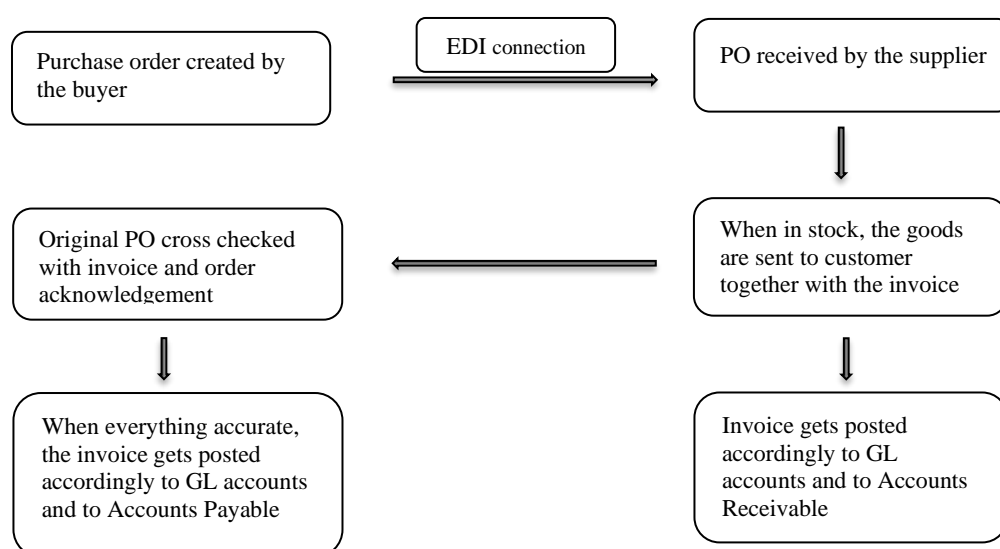 Purchase order created by
the buyer
EDI connection
PO received by the supplier
Original PO cross checked
with invoice and order
acknowledgement
When in stock, the goods
are sent to customer
together with the invoice
When everything accurate,
the invoice gets posted
accordingly to GL accounts
and to Accounts Payable
Invoice gets posted
accordingly to GL
accounts and to Accounts
Receivable